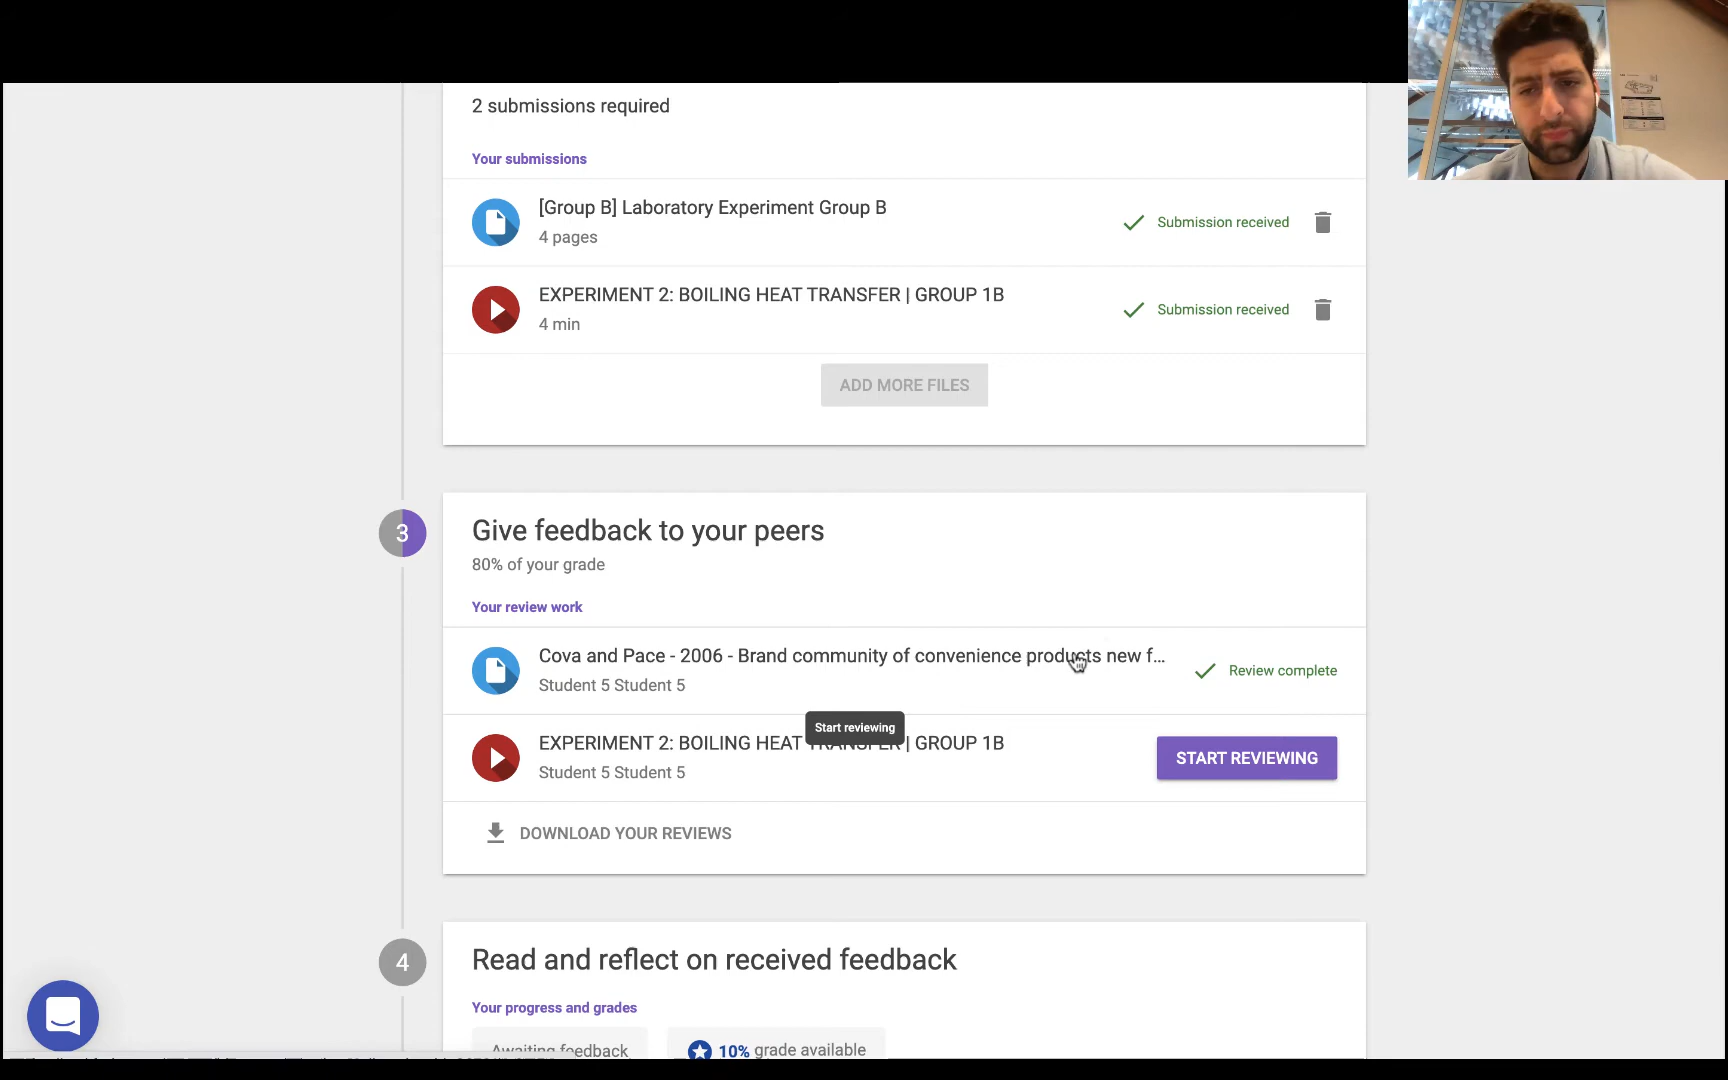 2 submissions required
Your submissions
[Group B] Laboratory Experiment Group B
4 pages
Submission received
EXPERIMENT 2: BOILING HEAT TRANSFER | GROUP 1B
4 min
Submission received
ADD MORE FILES
3
Give feedback to your peers
80% of your grade
Your review work
Cova and Pace - 2006 - Brand community of convenience products new f...
Student 5 Student 5
Review complete
Start reviewing
EXPERIMENT 2: BOILING HEAT TRANSFER | GROUP 1B
Student 5 Student 5
START REVIEWING
DOWNLOAD YOUR REVIEWS
4
Read and reflect on received feedback
Your progress and grades
Awaiting feedback
10% grade available